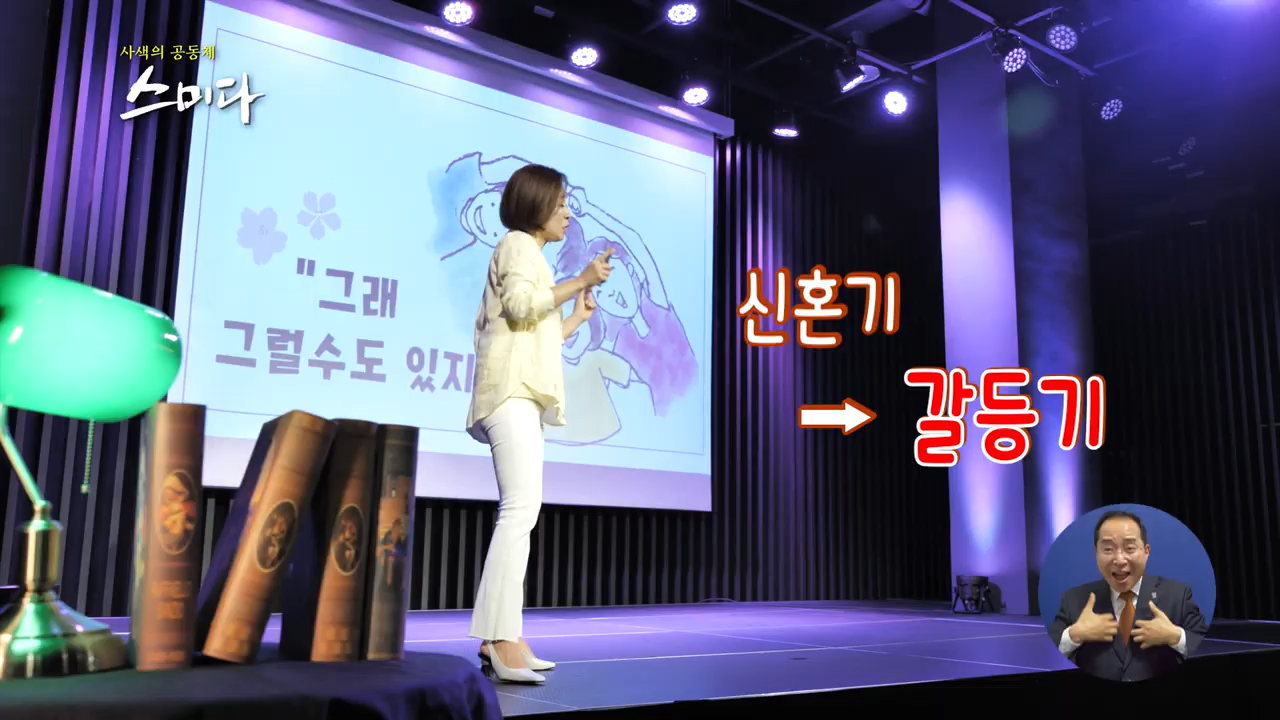 사색의 공동체
스미다
"그래
그럴수도 있지
신혼기
➡ 갈등기